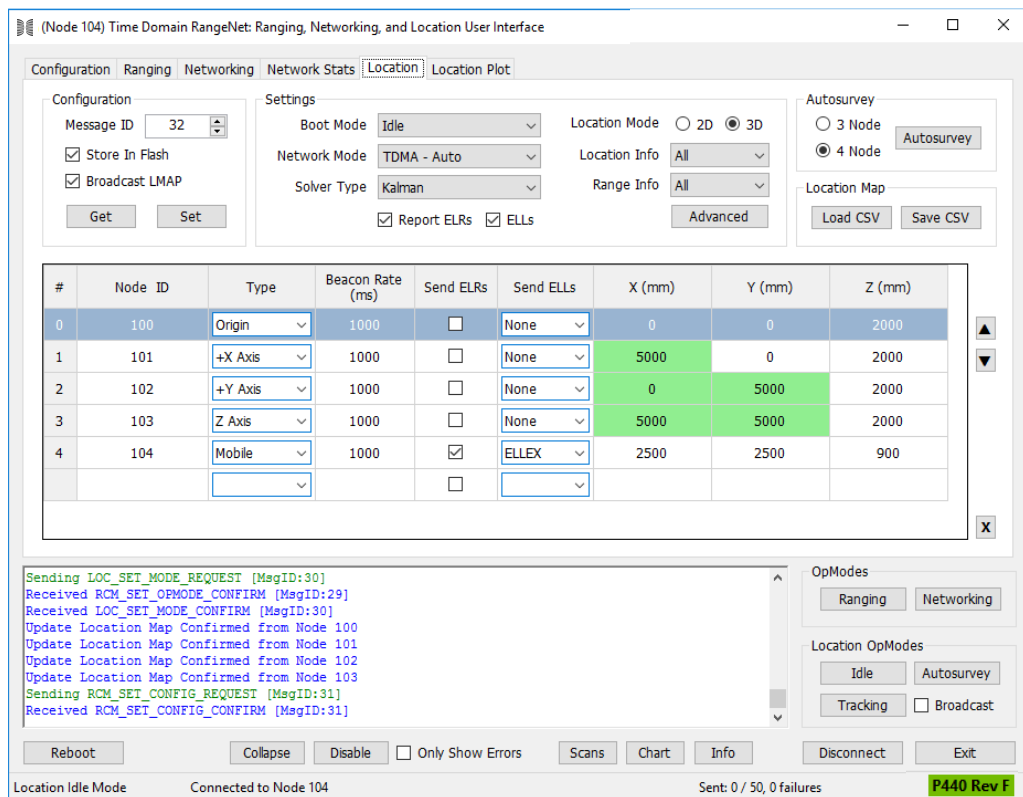 (Node 104) Time Domain RangeNet: Ranging, Networking, and Location User Interface
Configuration Ranging Networking Network Stats Location Location Plot
Configuration Settings Autosurvey
Message ID 32 Boot Mode Idle Location Mode 2D 3D 3 Node
Store In Flash Network Mode TDMA - Auto Location Info All 4 Node Autosurvey
Broadcast LMAP Solver Type Kalman Range Info All Location Map
Get Set Report ELRs ELLs Advanced Load CSV Save CSV
# Node ID Type Beacon Rate (ms) Send ELRs Send ELLs X (mm) Y (mm) Z (mm)
0 100 Origin 1000 None 0 0 2000
1 101 +X Axis 1000 None 5000 0 2000
2 102 +Y Axis 1000 None 0 5000 2000
3 103 Z Axis 1000 None 5000 5000 2000
4 104 Mobile 1000 ELLEX 2500 2500 900
X
Sending LOC_SET_MODE_REQUEST [MsgID:30]
Received RCM_SET_OPMODE_CONFIRM [MsgID:29]
Received LOC_SET_MODE_CONFIRM [MsgID:30]
Update Location Map Confirmed from Node 100
Update Location Map Confirmed from Node 101
Update Location Map Confirmed from Node 102
Update Location Map Confirmed from Node 103
Sending RCM_SET_CONFIG_REQUEST [MsgID:31]
Received RCM_SET_CONFIG_CONFIRM [MsgID:31]
OpModes
Ranging Networking
Location OpModes
Idle Autosurvey
Tracking Broadcast
Reboot Collapse Disable Only Show Errors Scans Chart Info Disconnect Exit
Location Idle Mode Connected to Node 104 Sent: 0 / 50, 0 failures P440 Rev F